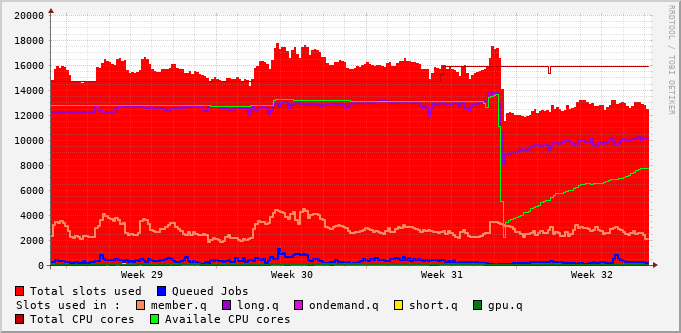 20000
18000
16000
14000
12000
10000
8000
6000
4000
2000
0
Week 29 Week 30 Week 31 Week 32
RRDTOOL / TOBI OETIKER
Total slots used Queued Jobs
Slots used in : member.q long.q ondemand.q short.q gpu.q
Total CPU cores Availale CPU cores